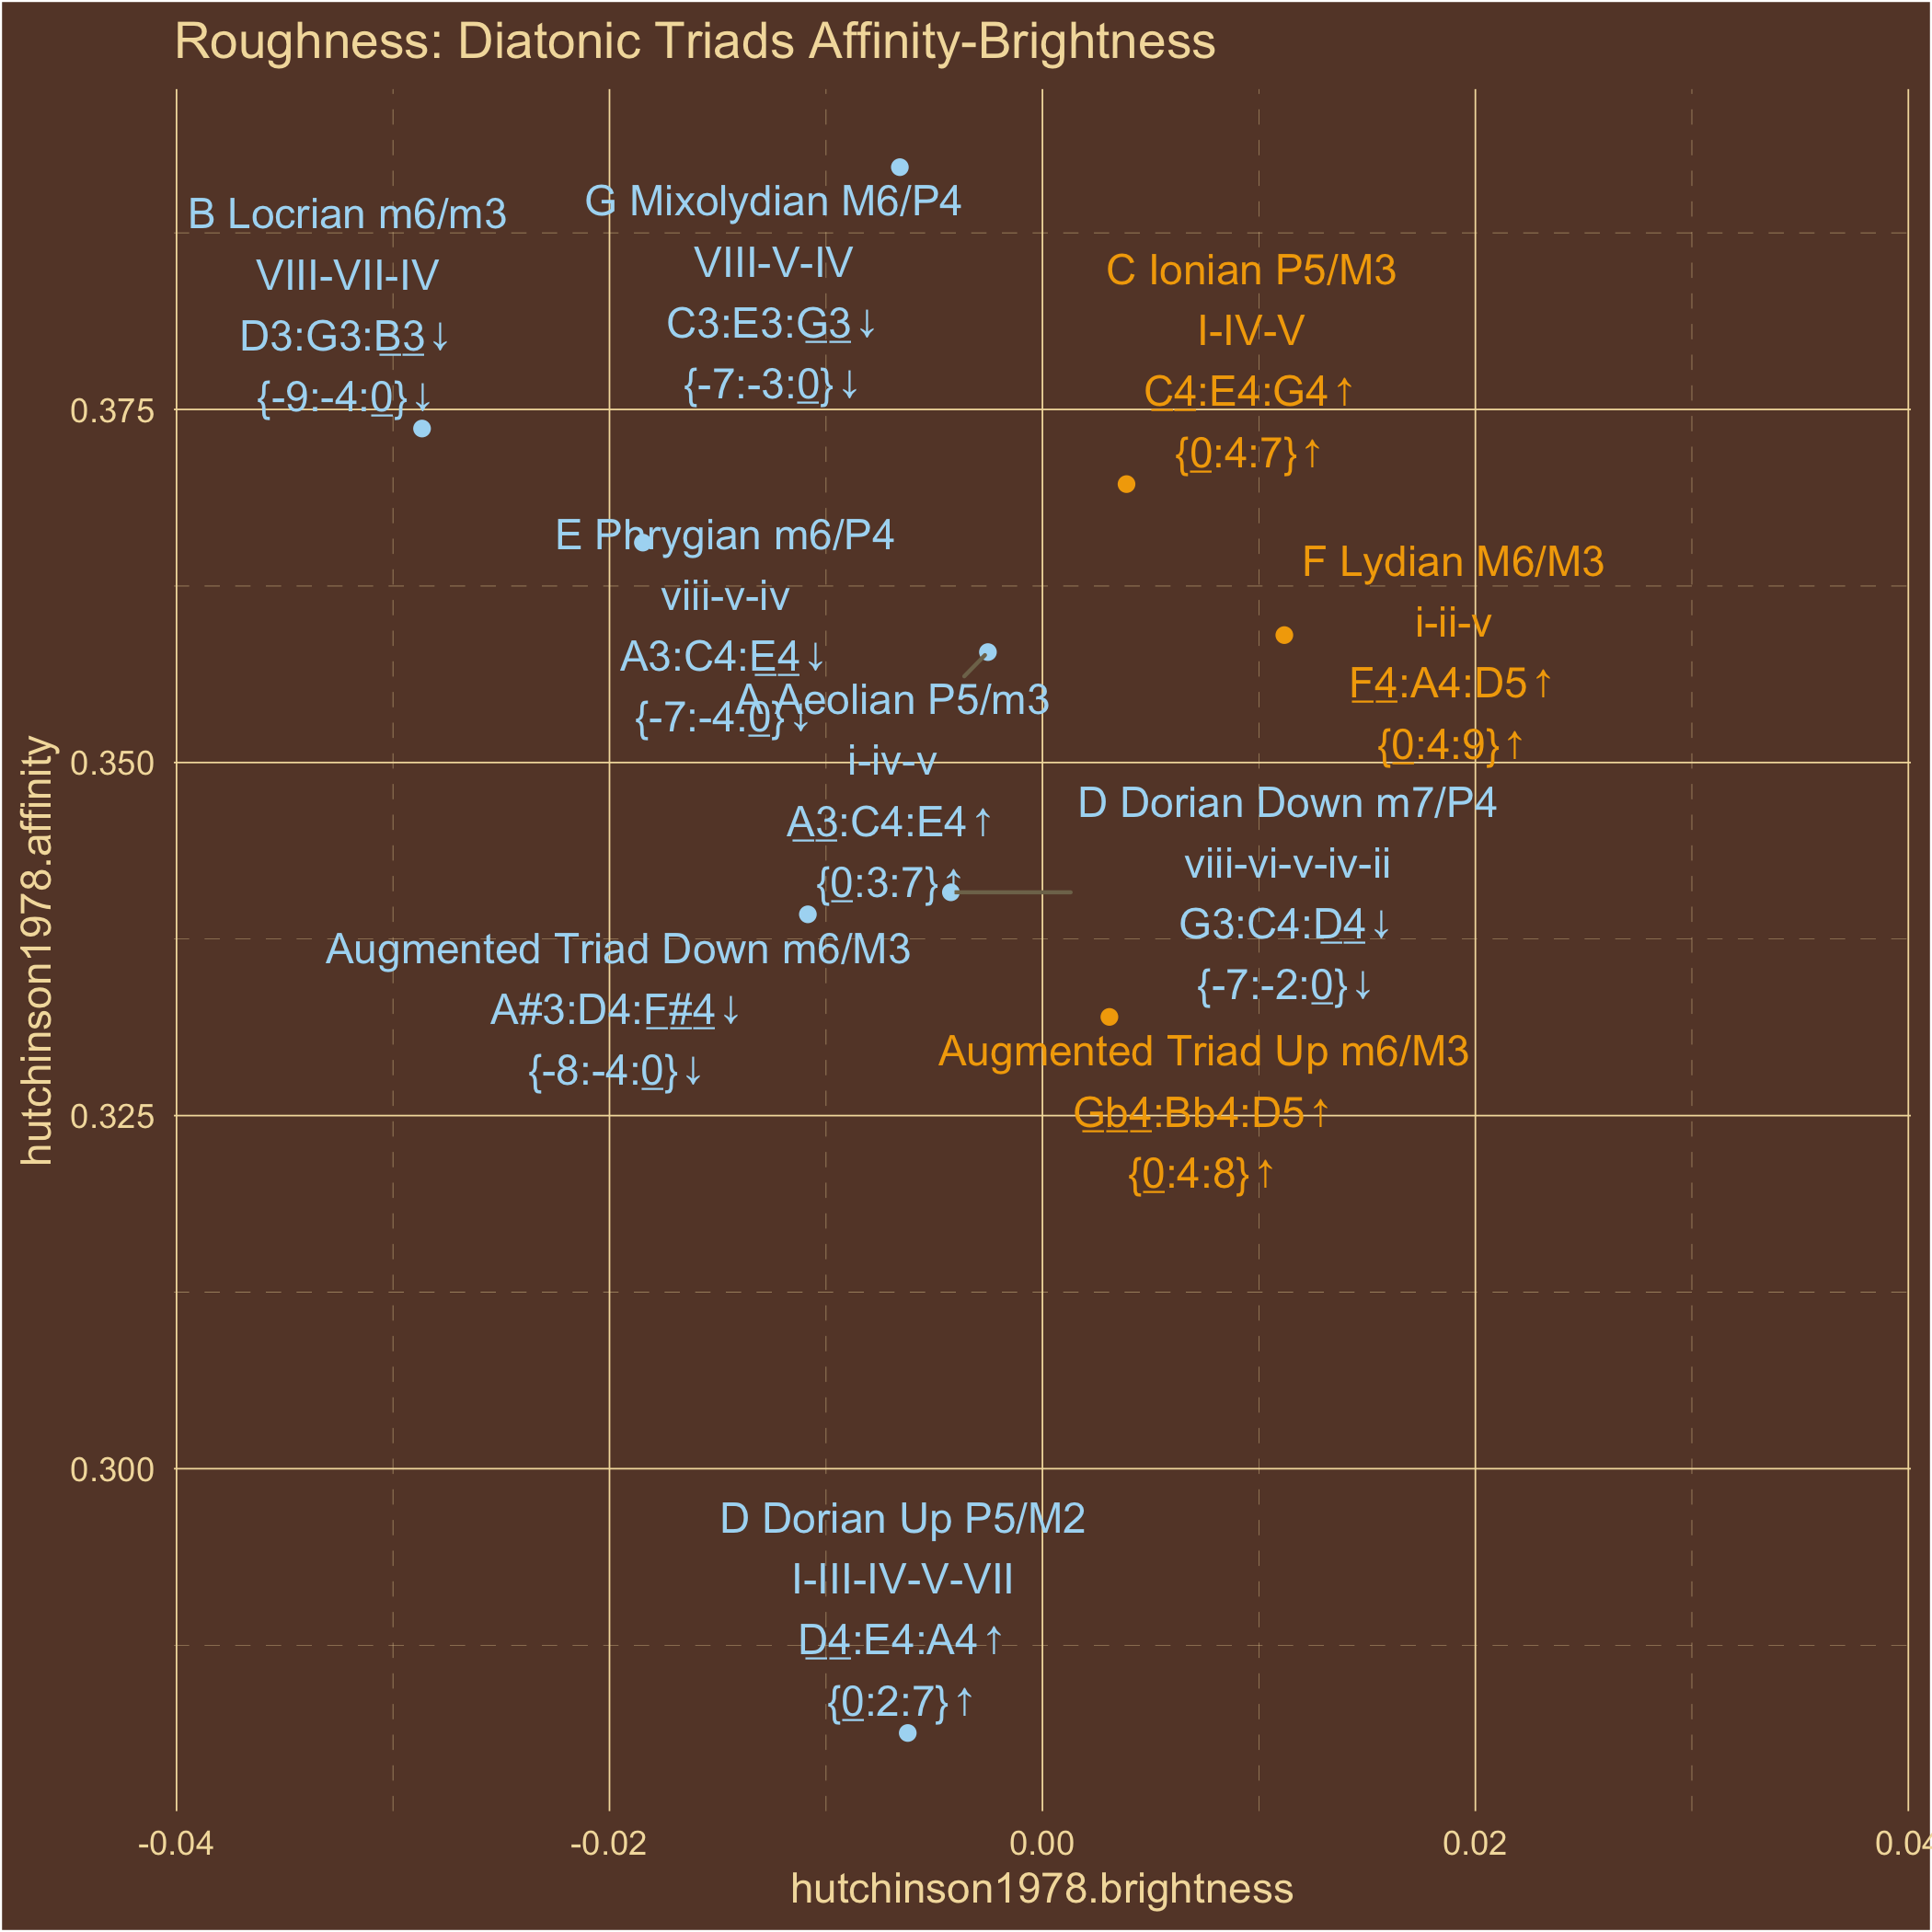 Roughness: Diatonic Triads Affinity-Brightness
B Locrian m6/m3
VIII-VII-IV
D3:G3:B3↓
{-9:-4:0}↓
G Mixolydian M6/P4
VIII-V-IV
C3:E3:G3↓
{-7:-3:0}↓
C Ionian P5/M3
I-IV-V
C4:E4:G4↑
{0:4:7}↑
E Phrygian m6/P4
viii-v-iv
A3:C4:E4↓
{-7:-4:0}↓
F Lydian M6/M3
i-ii-v
F4:A4:D5↑
{0:4:9}↑
A Aeolian P5/m3
i-iv-v
A3:C4:E4↑
{0:3:7}↑
D Dorian Down m7/P4
viii-vi-v-iv-ii
G3:C4:D4↓
{-7:-2:0}↓
Augmented Triad Down m6/M3
A#3:D4:F#4↓
{-8:-4:0}↓
Augmented Triad Up m6/M3
Gb4:Bb4:D5↑
{0:4:8}↑
D Dorian Up P5/M2
I-III-IV-V-VII
D4:E4:A4↑
{0:2:7}↑
hutchinson1978.affinity
0.375
0.350
0.325
0.300
-0.04
-0.02
0.00
0.02
0.04
hutchinson1978.brightness